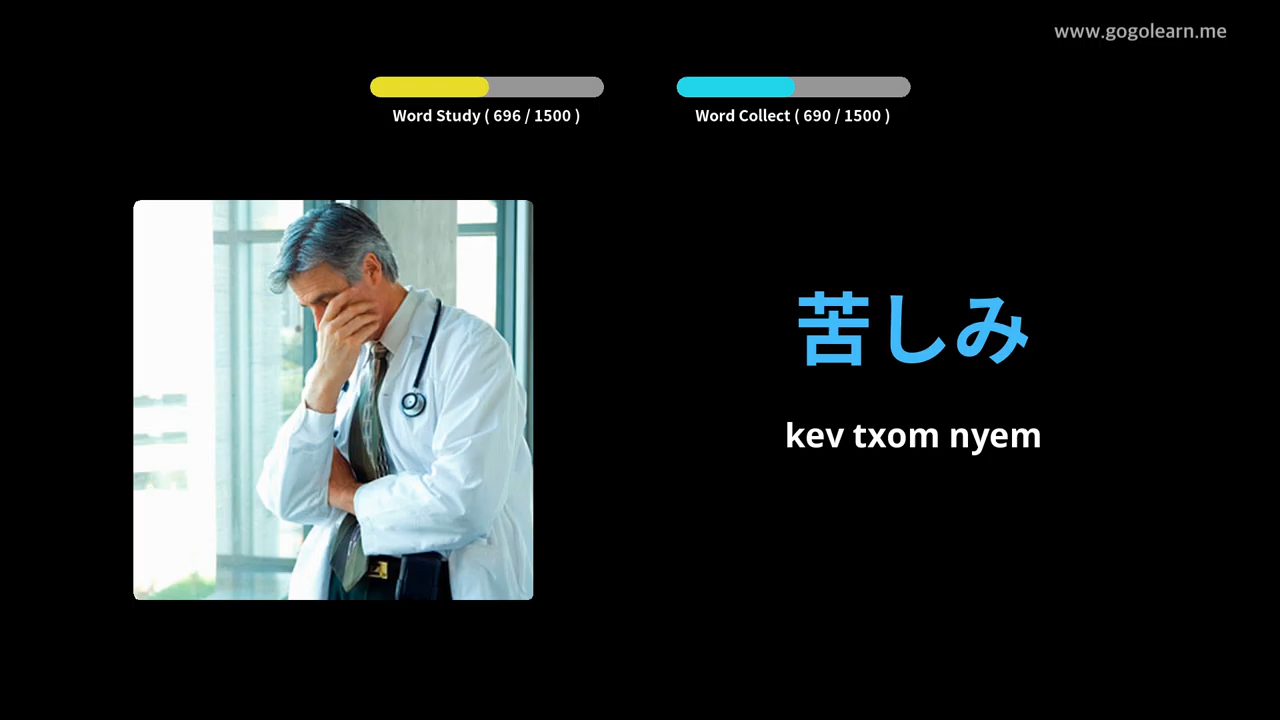 www.gogolearn.me
Word Study ( 696 / 1500 )
Word Collect ( 690 / 1500 )
苦しみ
kev txom nyem